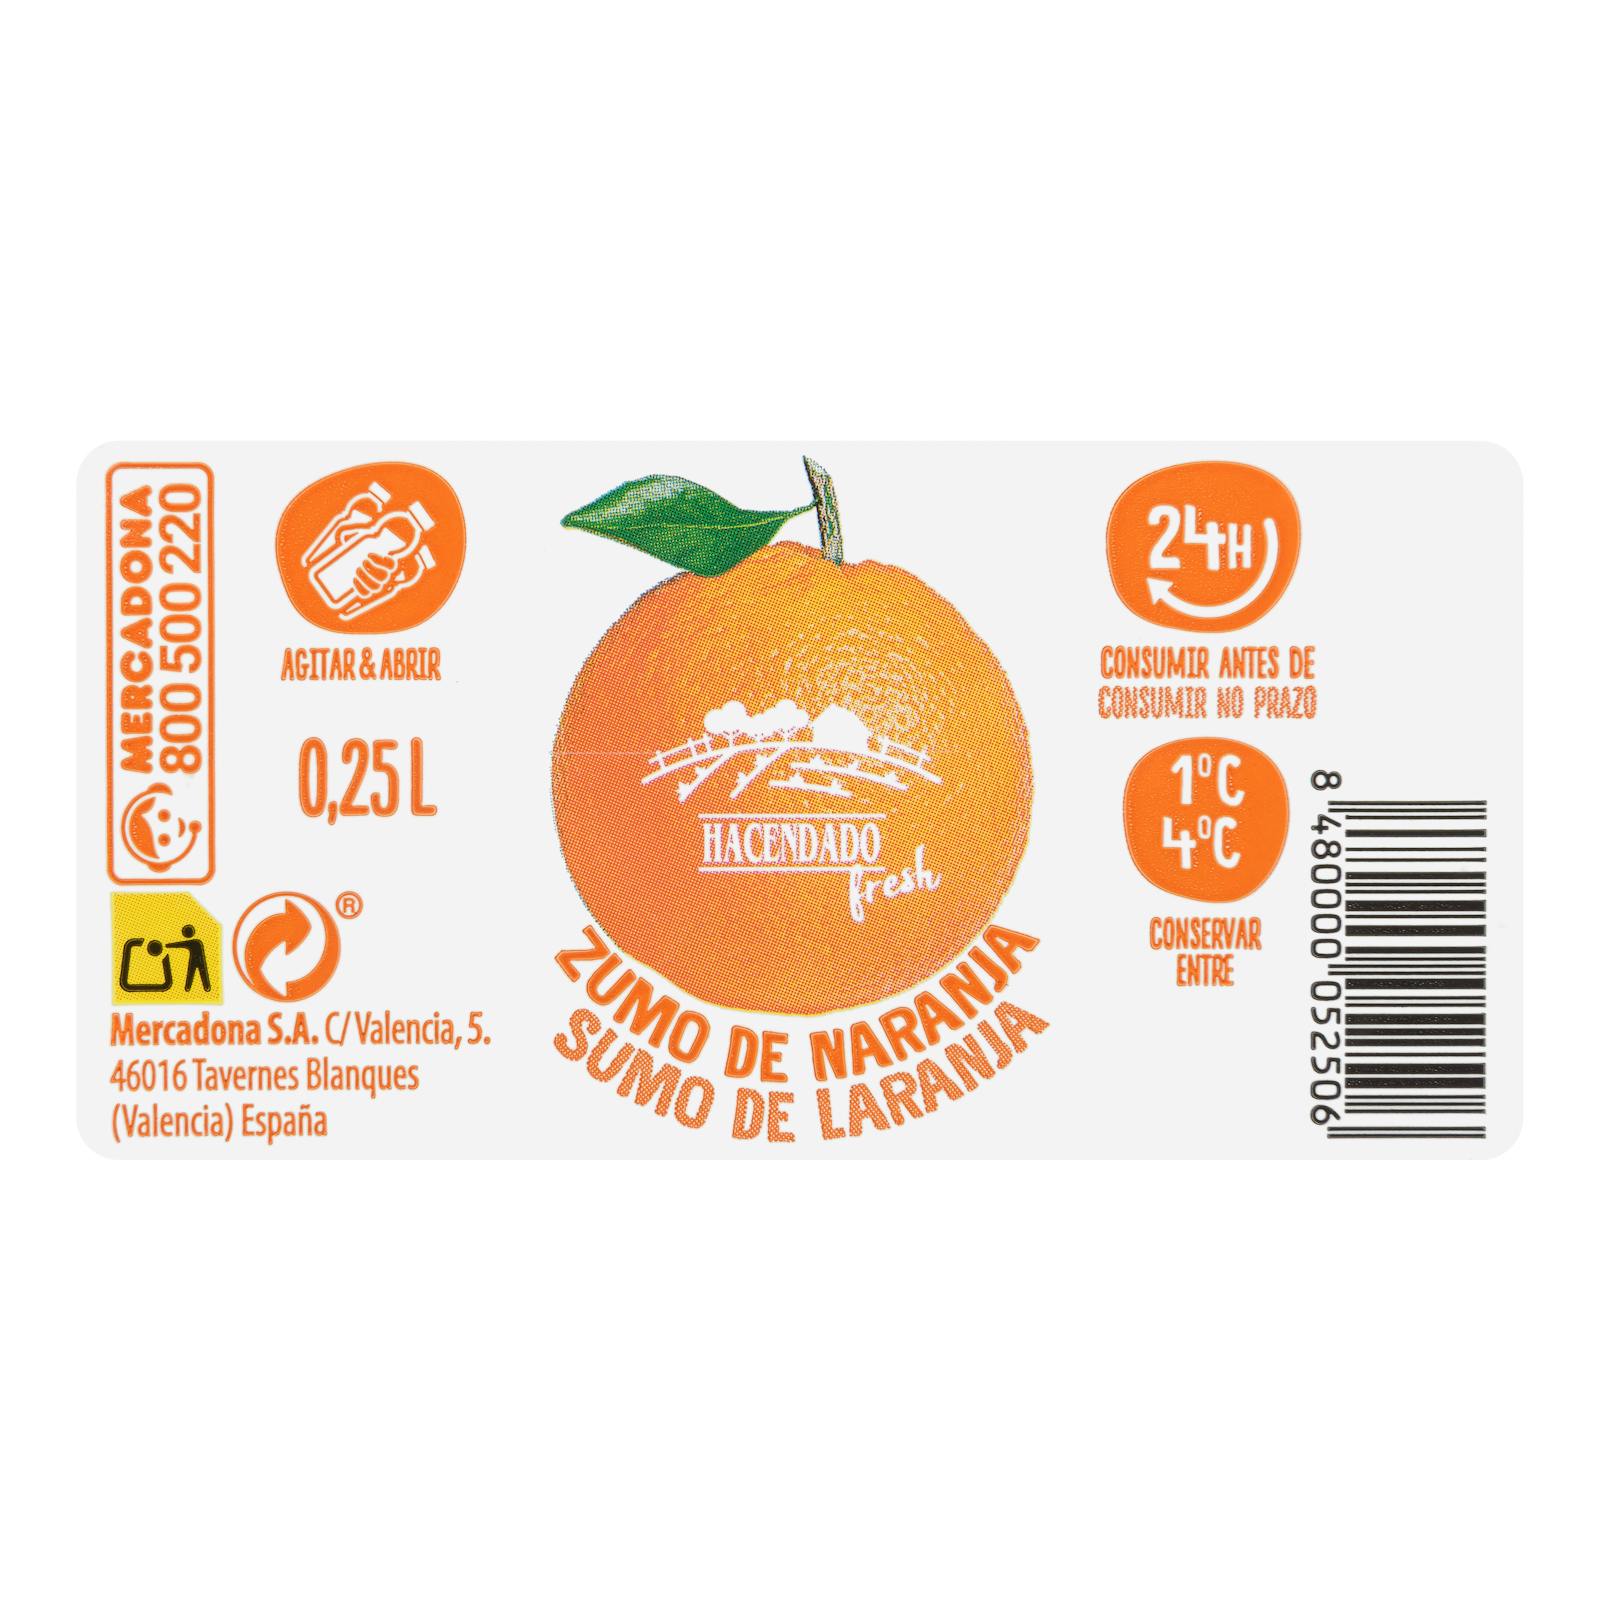 MERCADONA
800 500 220
AGITAR & ABRIR
0,25 L
®
Mercadona S.A. C/ Valencia, 5.
46016 Tavernes Blanques
(Valencia) España
HACENDADO
fresh
ZUMO DE NARANJA
SUMO DE LARANJA
24H
CONSUMIR ANTES DE
CONSUMIR NO PRAZO
1ºC
4ºC
CONSERVAR
ENTRE
8 480000 052506